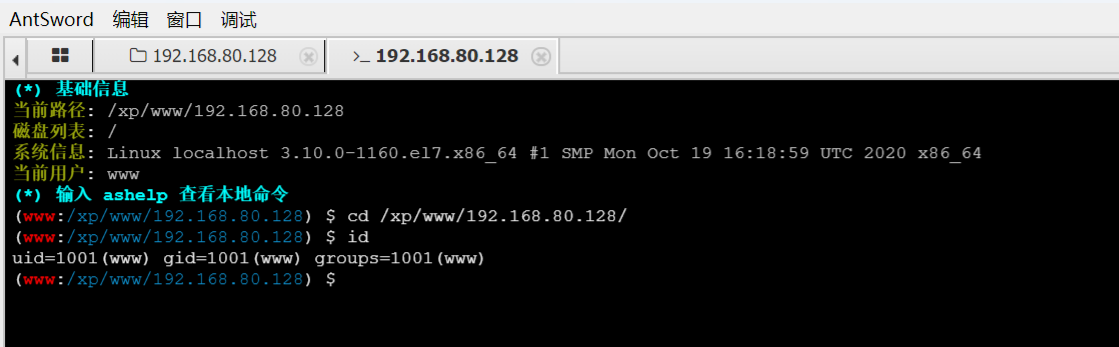 AntSword 编辑 窗口 调试
192.168.80.128 >_ 192.168.80.128
(*) 基础信息
当前路径: /xp/www/192.168.80.128
磁盘列表: /
系统信息: Linux localhost 3.10.0-1160.el7.x86_64 #1 SMP Mon Oct 19 16:18:59 UTC 2020 x86_64
当前用户: www
(*) 输入 ashelp 查看本地命令
(www:/xp/www/192.168.80.128) $ cd /xp/www/192.168.80.128/
(www:/xp/www/192.168.80.128) $ id
uid=1001(www) gid=1001(www) groups=1001(www)
(www:/xp/www/192.168.80.128) $